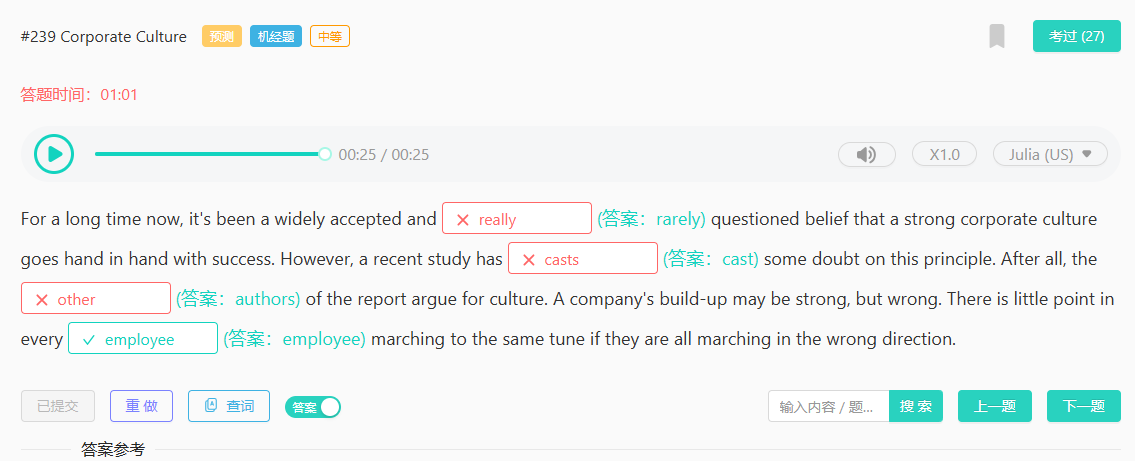 #239 Corporate Culture 预测 机经题 中等 考过 (27)
答题时间：01:01
00:25 / 00:25 X1.0 Julia (US)
For a long time now, it's been a widely accepted and really (答案：rarely) questioned belief that a strong corporate culture
goes hand in hand with success. However, a recent study has casts (答案：cast) some doubt on this principle. After all, the
other (答案：authors) of the report argue for culture. A company's build-up may be strong, but wrong. There is little point in
every employee (答案：employee) marching to the same tune if they are all marching in the wrong direction.
已提交 重 做 查词 答案 输入内容 / 题... 搜 索 上一题 下一题
答案参考